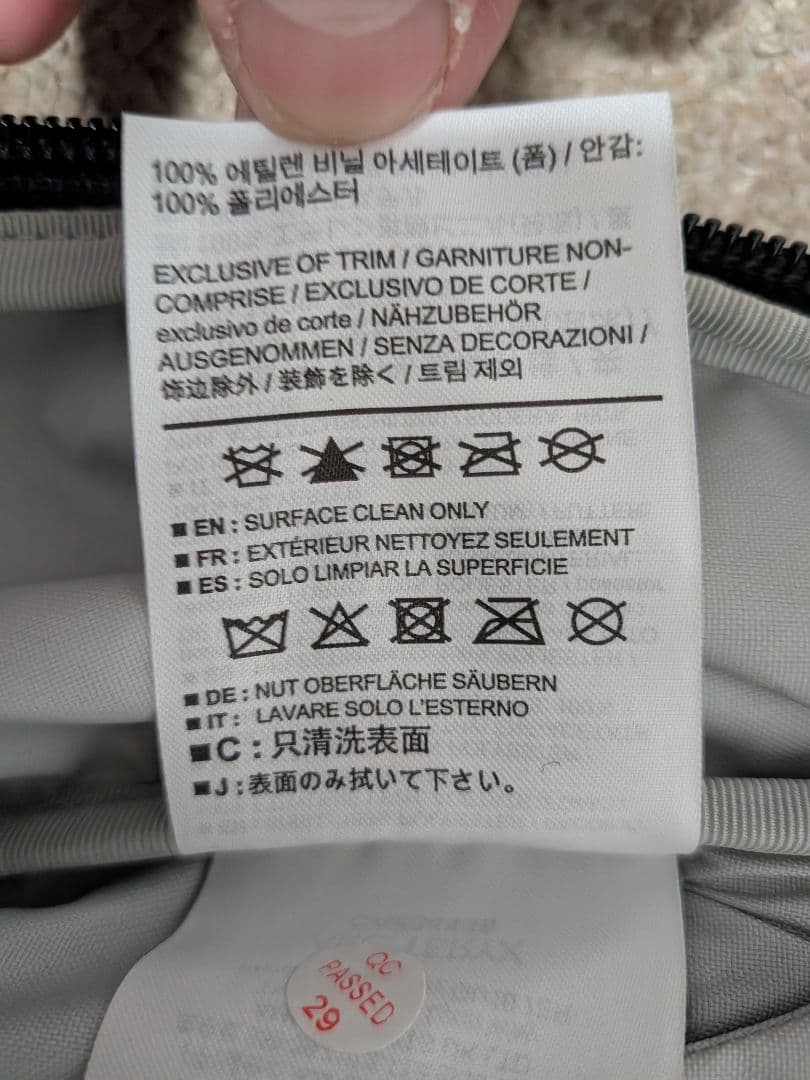 100% 에틸렌 비닐 아세테이트 (폼) / 안감:
100% 폴리에스터
EXCLUSIVE OF TRIM / GARNITURE NON-
COMPRISE / EXCLUSIVO DE CORTE /
exclusivo de corte / NÄHZUBEHÖR
AUSGENOMMEN / SENZA DECORAZIONI /
饰边除外 / 装飾を除く / 트림 제외
EN : SURFACE CLEAN ONLY
FR : EXTÉRIEUR NETTOYEZ SEULEMENT
ES : SOLO LIMPIAR LA SUPERFICIE
DE : NUT OBERFLÄCHE SÄUBERN
IT : LAVARE SOLO L'ESTERNO
C : 只清洗表面
J : 表面のみ拭いて下さい。
QC
PASSED
29